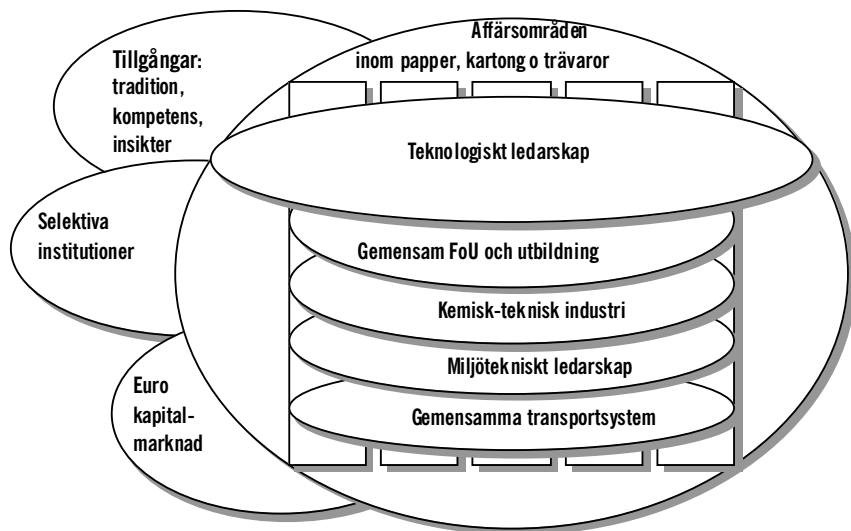 Affärsområden
inom papper, kartong o trävaror
Tillgångar:
tradition,
kompetens,
insikter
Teknologiskt ledarskap
Selektiva
institutioner
Gemensam FoU och utbildning
Kemisk-teknisk industri
Miljötekniskt ledarskap
Euro
kapital-
marknad
Gemensamma transportsystem